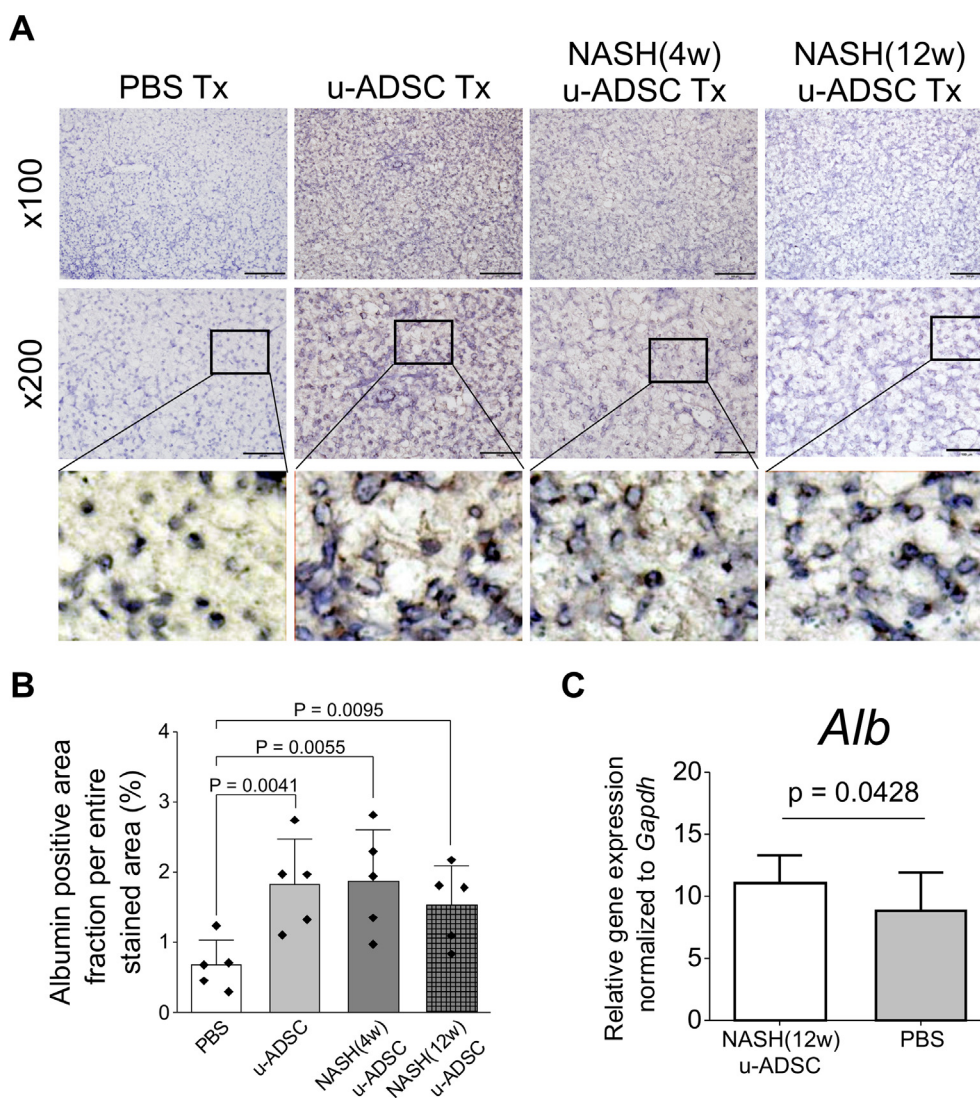 A
PBS Tx
u-ADSC Tx
NASH(4w)
u-ADSC Tx
NASH(12w)
u-ADSC Tx
x100
x200
B
Albumin positive area
fraction per entire
stained area (%)
4
3
2
1
0
P = 0.0095
P = 0.0055
P = 0.0041
PBS
u-ADSC
NASH(4w)
u-ADSC
NASH(12w)
u-ADSC
C
Alb
Relative gene expression
normalized to Gapdh
20
15
10
5
0
p = 0.0428
NASH(12w)
u-ADSC
PBS